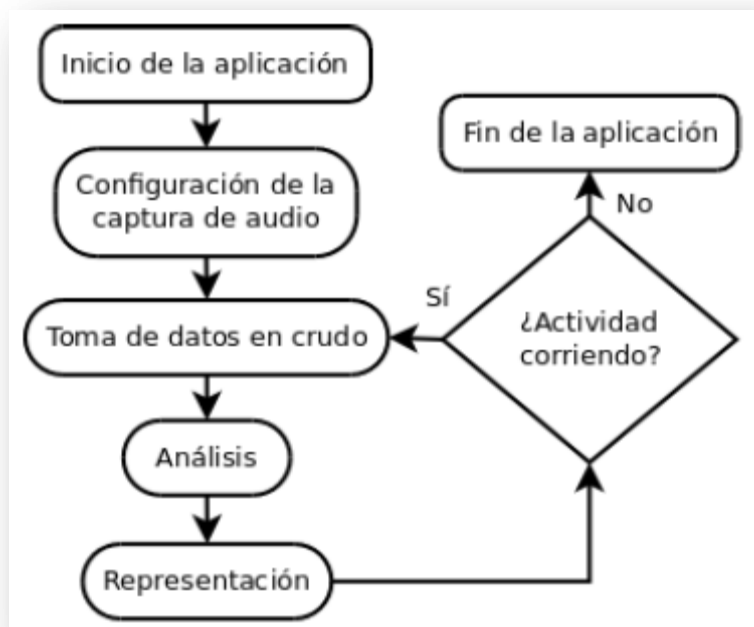 Inicio de la aplicación
Configuración de la
captura de audio
Toma de datos en crudo
Análisis
Representación
¿Actividad
corriendo?
Sí
No
Fin de la aplicación